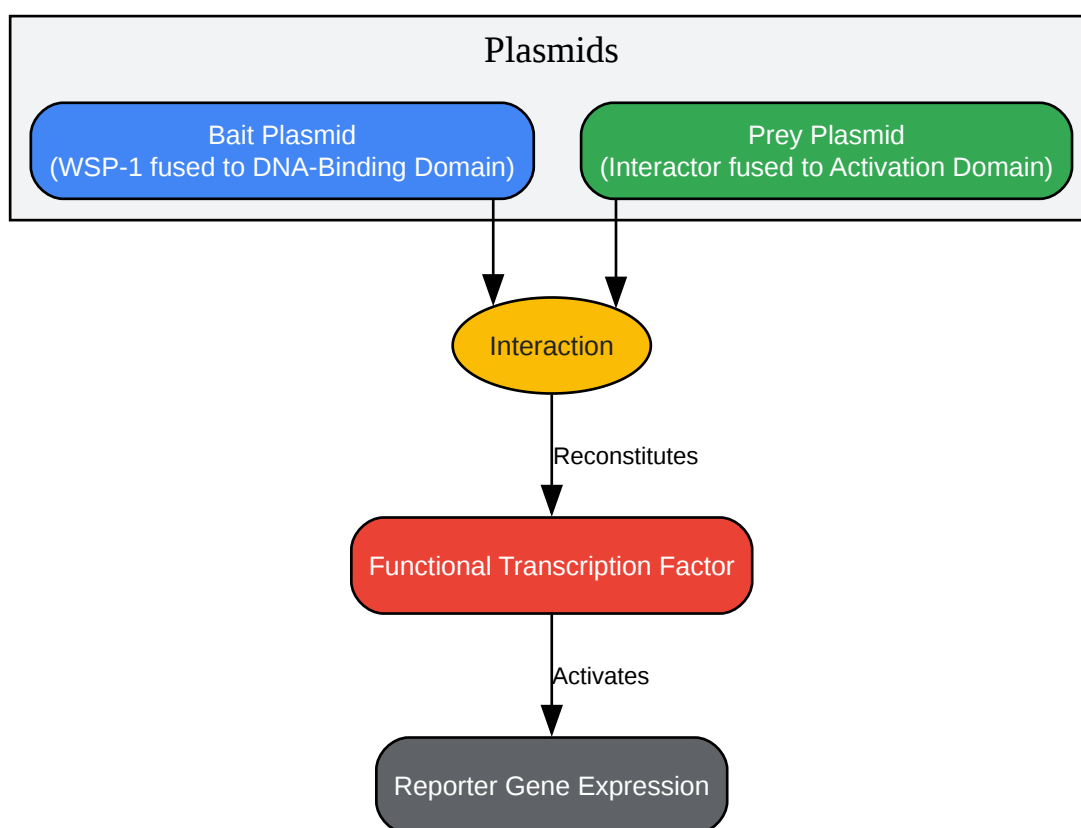 Plasmids
Bait Plasmid
(WSP-1 fused to DNA-Binding Domain)
Prey Plasmid
(Interactor fused to Activation Domain)
Interaction
Reconstitutes
Functional Transcription Factor
Activates
Reporter Gene Expression